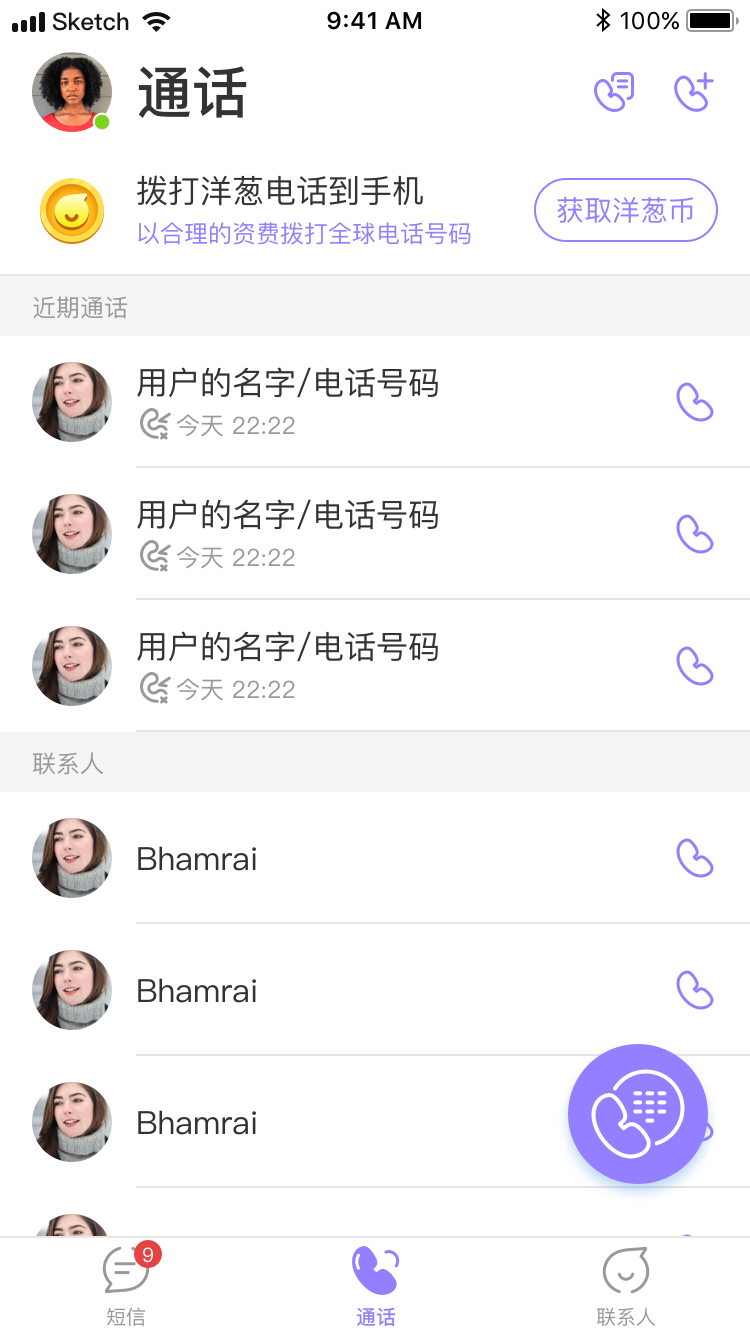 Sketch 9:41 AM 100%
通话
拨打洋葱电话到手机
以合理的资费拨打全球电话号码
获取洋葱币
近期通话
用户的名字/电话号码
今天 22:22
用户的名字/电话号码
今天 22:22
用户的名字/电话号码
今天 22:22
联系人
Bhamrai
Bhamrai
Bhamrai
9
短信 通话 联系人